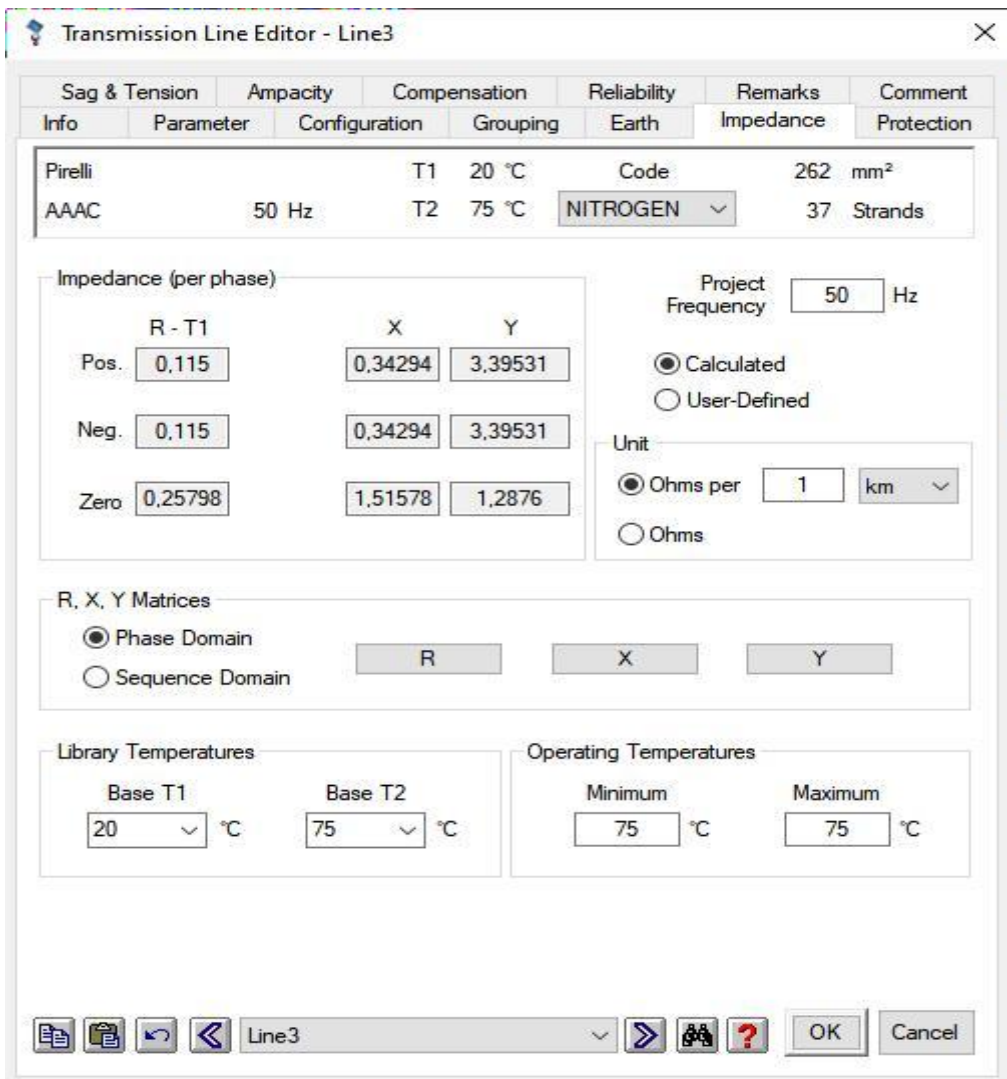 Transmission Line Editor - Line3
Sag & Tension Ampacity Compensation Reliability Remarks Comment
Info Parameter Configuration Grouping Earth Impedance Protection
Pirelli T1 20 °C Code 262 mm²
AAAC 50 Hz T2 75 °C NITROGEN 37 Strands
Impedance (per phase)
R - T1 X Y
Pos. 0,115 0,34294 3,39531
Neg. 0,115 0,34294 3,39531
Zero 0,25798 1,51578 1,2876
Project Frequency 50 Hz
Calculated
User-Defined
Unit
Ohms per 1 km
Ohms
R, X, Y Matrices
Phase Domain
Sequence Domain
R X Y
Library Temperatures
Base T1 Base T2
20 °C 75 °C
Operating Temperatures
Minimum Maximum
75 °C 75 °C
Line3
? OK Cancel